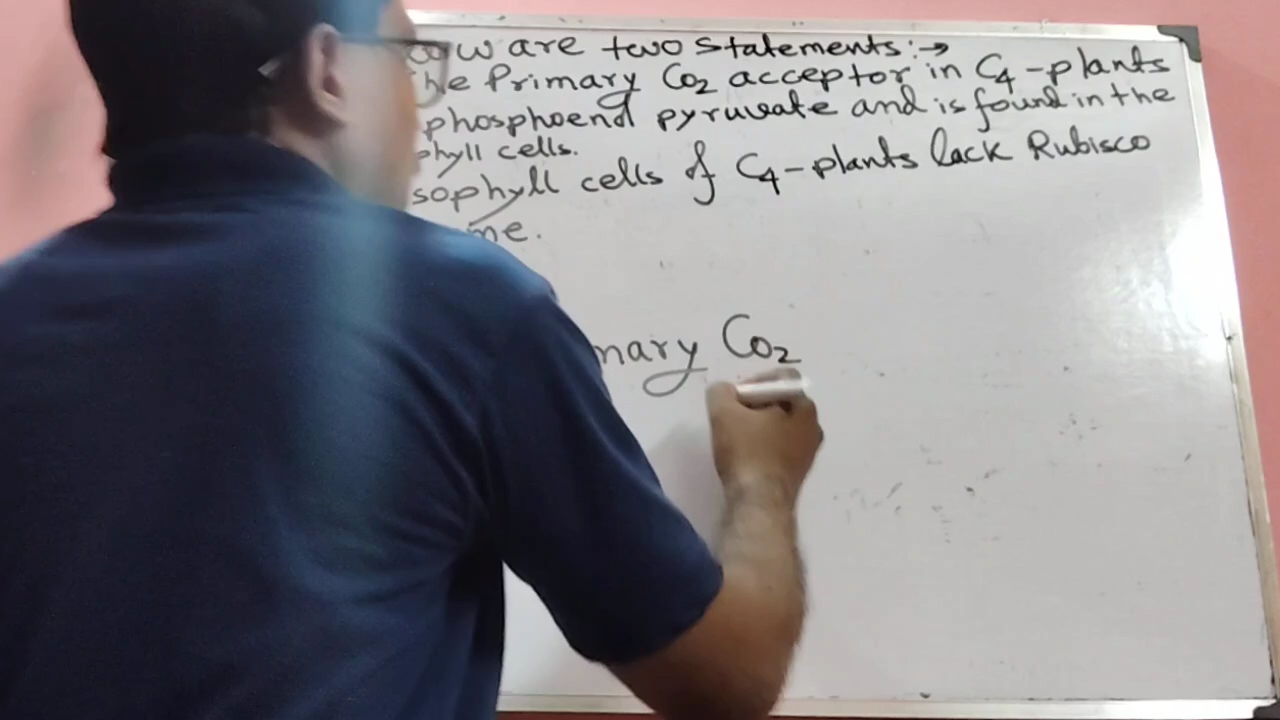 ow are two statements:→
he Primary Co2 acceptor in C4-plants
phosphoenol pyruvate and is found in the
phyll cells.
sophyll cells of C4-plants lack Rubisco
me.
mary Co2